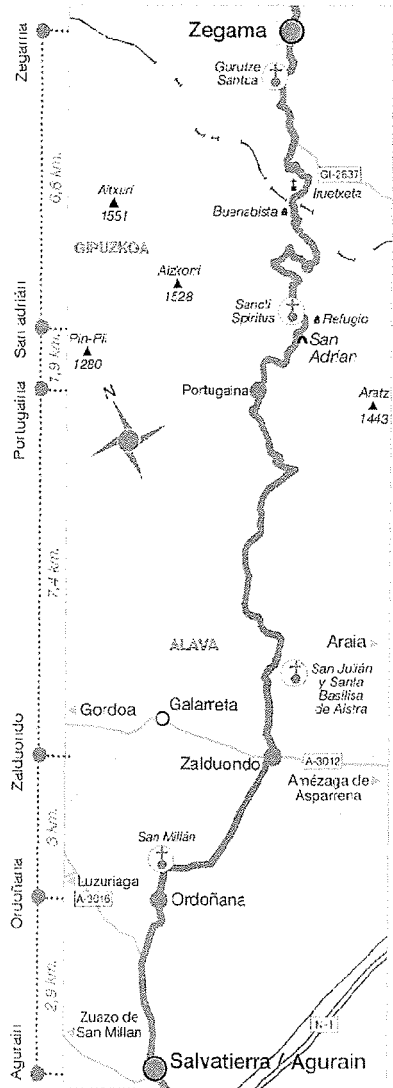 Zegama
6,8 km.
San adrián
1,9 km.
Portugaina
7,4 km.
Zalduondo
3 km.
Ordoñana
2,9 km.
Agurain
Zegama
Gurutze
Santua
GI-2637
Iruetxeta
Buenabista
Aitxuri
1551
GIPUZKOA
Aizkorri
1528
Sancti
Spiritus
Refugio
San
Adrian
Pin-Pil
1280
Portugaina
Aratz
1443
N
ALAVA
Araia
San Julián
y Santa
Basilisa
de Aistra
Gordoa
Galarreta
Zalduondo
A-3012
Amézaga de
Asparrena
San Millán
Luzuriaga
A-3016
Ordoñana
Zuazo de
San Millan
N-1
Salvatierra / Agurain